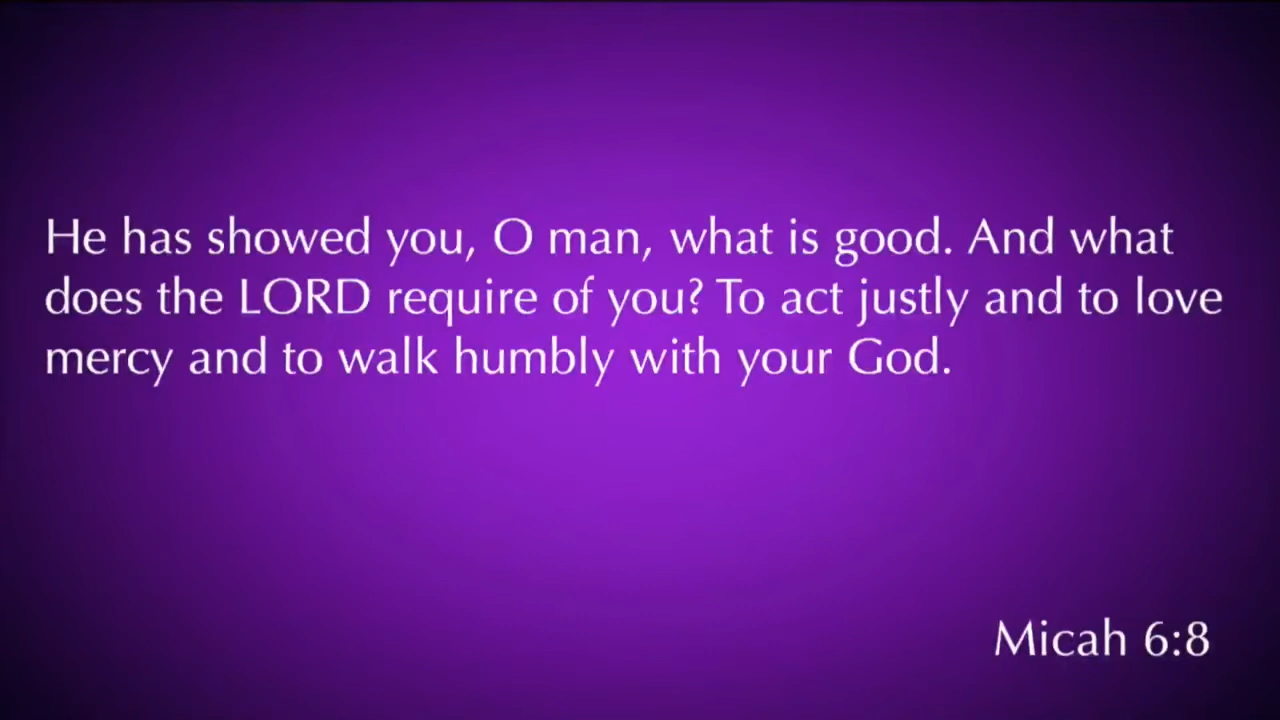 He has showed you, O man, what is good. And what
does the LORD require of you? To act justly and to love
mercy and to walk humbly with your God.
Micah 6:8